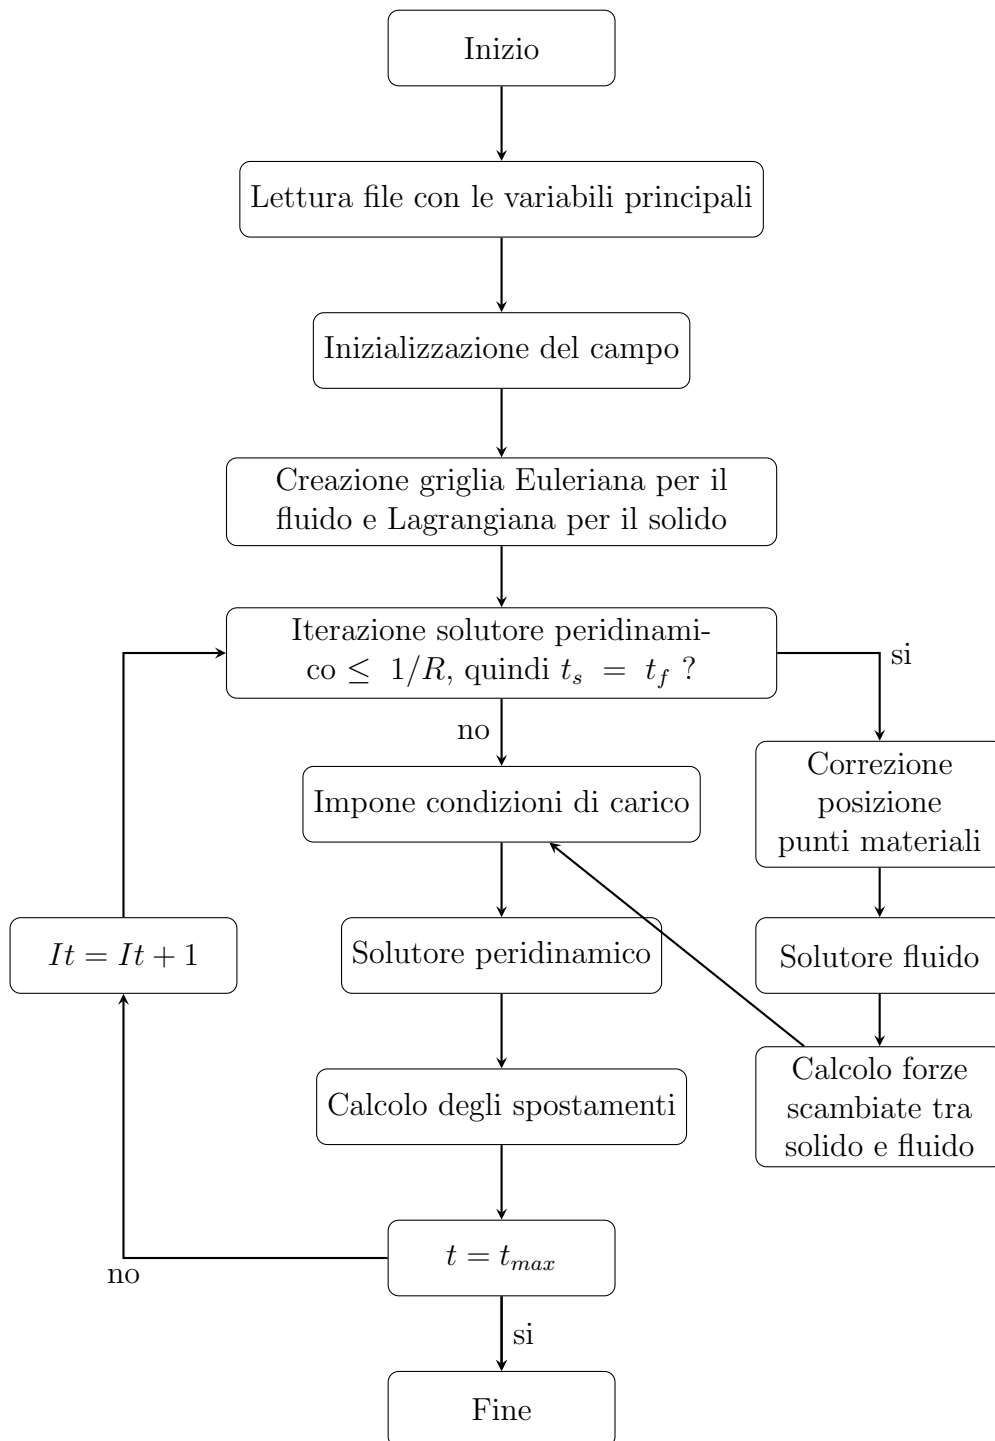 Inizio
Lettura file con le variabili principali
Inizializzazione del campo
Creazione griglia Euleriana per il
fluido e Lagrangiana per il solido
Iterazione solutore peridinami-
co ≤ 1/R, quindi t_s = t_f ?
si
no
Impone condizioni di carico
Correzione
posizione
punti materiali
It = It + 1
Solutore peridinamico
Solutore fluido
Calcolo degli spostamenti
Calcolo forze
scambiate tra
solido e fluido
t = t_{max}
no
si
Fine